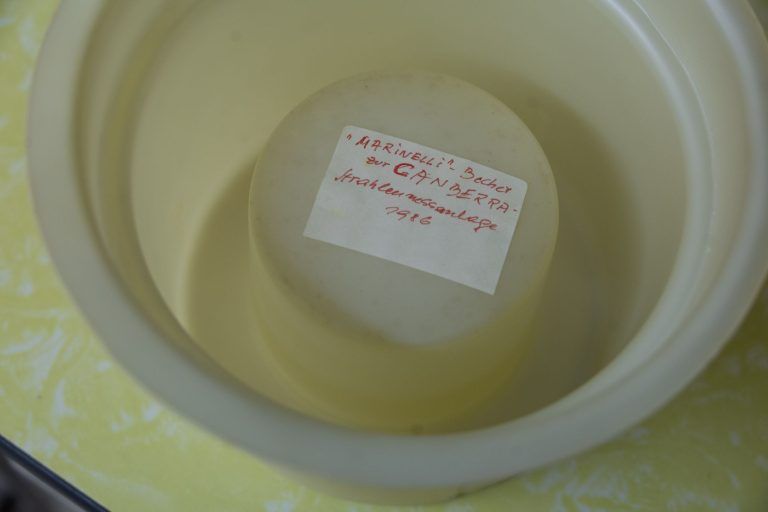 "MARINELLI"- Becher
zur CANBERRA-
Strahlenmessanlage
1986